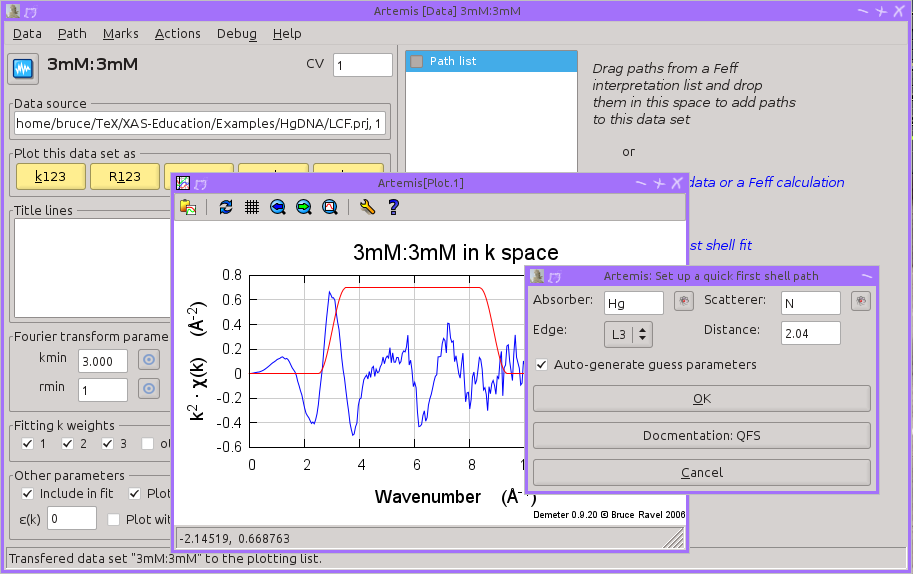 Artemis [Data] 3mM:3mM
Data Path Marks Actions Debug Help
3mM:3mM
CV 1
Data source
home/bruce/TeX/XAS-Education/Examples/HgDNA/LCF.prj, 1
Plot this data set as
k123 R123
Title lines
Fourier transform parame
kmin 3.000
rmin 1
Fitting k weights
1 2 3
Other parameters
Include in fit Plot
ε(k) 0 Plot wit
Path list
Drag paths from a Feff
interpretation list and drop
them in this space to add paths
to this data set
or
data or a Feff calculation
st shell fit
Artemis[Plot.1]
3mM:3mM in k space
k² · χ(k) (Å⁻²)
0.8
0.6
0.4
0.2
0
-0.2
-0.4
-0.6
0 2 4 6 8 10
Wavenumber (Å⁻¹)
Demeter 0.9.20 © Bruce Ravel 2006
-2.14519, 0.668763
Artemis: Set up a quick first shell path
Absorber: Hg Scatterer: N
Edge: L3 Distance: 2.04
Auto-generate guess parameters
OK
Docmentation: QFS
Cancel
Transfered data set "3mM:3mM" to the plotting list.